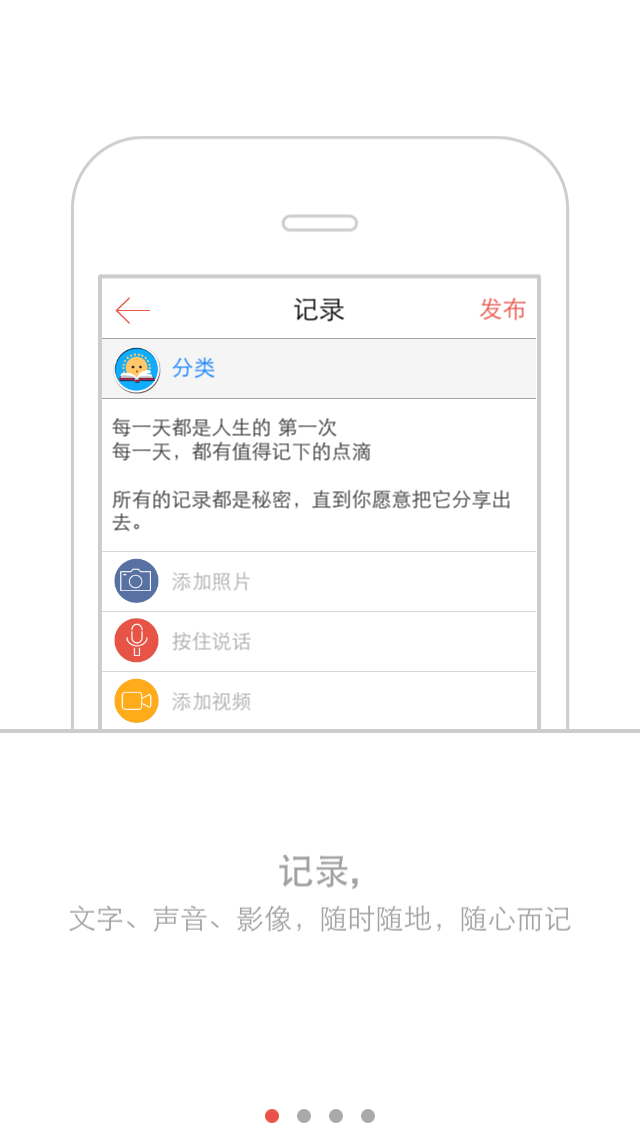 记录
发布
分类
每一天都是人生的 第一次
每一天，都有值得记下的点滴
所有的记录都是秘密，直到你愿意把它分享出
去。
添加照片
按住说话
添加视频
记录，
文字、声音、影像，随时随地，随心而记